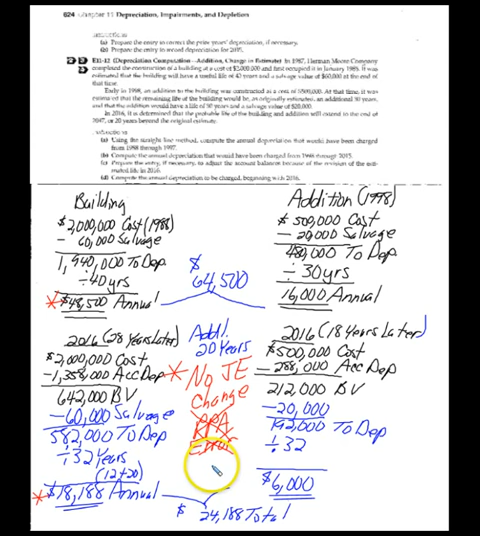 624 Chapter 11 Depreciation, Impairments, and Depletion
Instructions
(a) Prepare the entry to correct the prior years' depreciation, if necessary.
(b) Prepare the entry to record depreciation for 2015.
E11-12 (Depreciation Computation—Addition, Change in Estimate) In 1987, Herman Moore Company
completed the construction of a building at a cost of $2,000,000 and first occupied it in January 1988. It was
estimated that the building will have a useful life of 40 years and a salvage value of $60,000 at the end of
that time.
Early in 1998, an addition to the building was constructed at a cost of $500,000. At that time, it was
estimated that the remaining life of the building would be, as originally estimated, an additional 30 years,
and that the addition would have a life of 30 years and a salvage value of $20,000.
In 2016, it is determined that the probable life of the building and addition will extend to the end of
2047, or 20 years beyond the original estimate.
Instructions
(a) Using the straight-line method, compute the annual depreciation that would have been charged
from 1988 through 1997.
(b) Compute the annual depreciation that would have been charged from 1998 through 2015.
(c) Prepare the entry, if necessary, to adjust the account balances because of the revision of the esti-
mated life in 2016.
(d) Compute the annual depreciation to be charged, beginning with 2016.
Building
$2,000,000 Cost (1988)
- 60,000 Salvage
1,940,000 To Dep
÷40yrs
*$48,500 Annual
Addition (1998)
$500,000 Cost
- 20,000 Salvage
480,000 To Dep
÷ 30yrs
16,000 Annual
$
64,500
2016 (28 Years Later)
$2,000,000 Cost
-1,358,000 Acc Dep
642,000 BV
-60,000 Salvage
582,000 To Dep
÷32 Years
(12+20)
*$18,188 Annual
Addl.
20 Years
* No JE
Change
PPA
Error
2016 (18 Years Later)
$500,000 Cost
- 288,000 Acc Dep
212,000 BV
-20,000
192,000 To Dep
÷32
$6,000
$ 24,188 Total